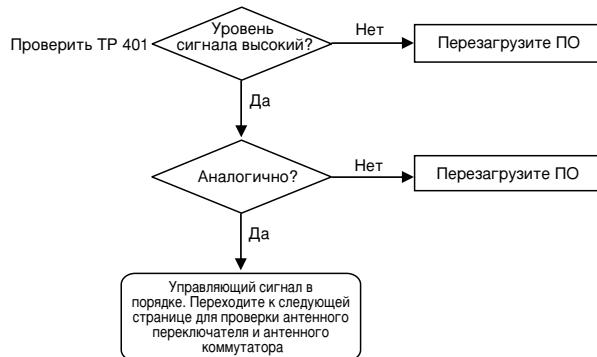 Проверить TP 401
Уровень
сигнала высокий?
Нет
Перезагрузите ПО
Да
Аналогично?
Нет
Перезагрузите ПО
Да
Управляющий сигнал в
порядке. Переходите к следующей
странице для проверки антенного
переключателя и антенного
коммутатора